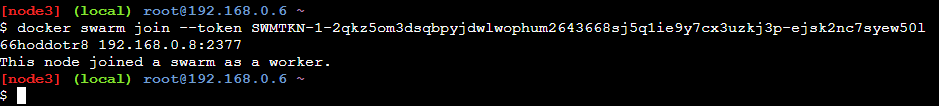 [node3] (local) root@192.168.0.6 ~
$ docker swarm join --token SWMTKN-1-2qkz5om3dsqbpyjdwlwophum2643668sj5q1ie9y7cx3uzkj3p-ejsk2nc7syew50l
66hoddotr8 192.168.0.8:2377
This node joined a swarm as a worker.
[node3] (local) root@192.168.0.6 ~
$